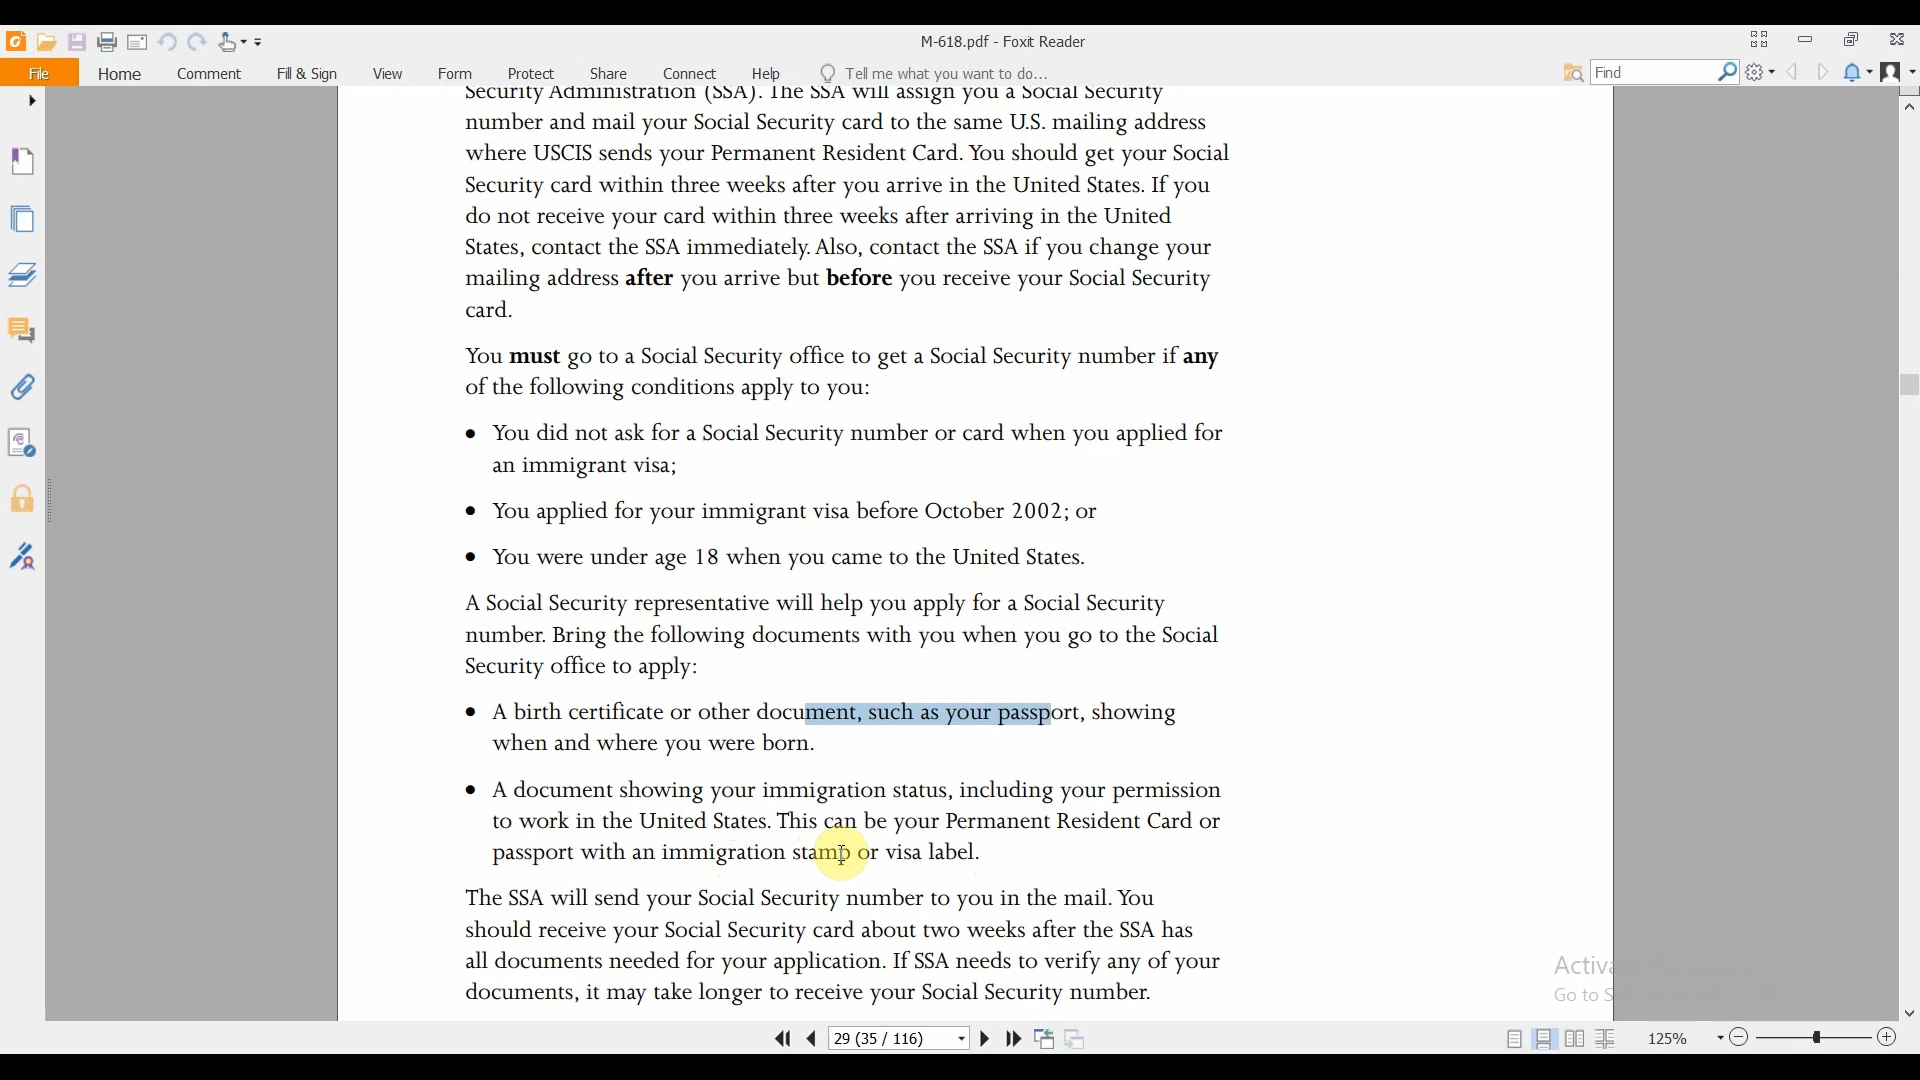 M-618.pdf - Foxit Reader
File Home Comment Fill & Sign View Form Protect Share Connect Help Tell me what you want to do... Find
Security Administration (SSA). The SSA will assign you a Social Security
number and mail your Social Security card to the same U.S. mailing address
where USCIS sends your Permanent Resident Card. You should get your Social
Security card within three weeks after you arrive in the United States. If you
do not receive your card within three weeks after arriving in the United
States, contact the SSA immediately. Also, contact the SSA if you change your
mailing address after you arrive but before you receive your Social Security
card.
You must go to a Social Security office to get a Social Security number if any
of the following conditions apply to you:
● You did not ask for a Social Security number or card when you applied for
an immigrant visa;
● You applied for your immigrant visa before October 2002; or
● You were under age 18 when you came to the United States.
A Social Security representative will help you apply for a Social Security
number. Bring the following documents with you when you go to the Social
Security office to apply:
● A birth certificate or other document, such as your passport, showing
when and where you were born.
● A document showing your immigration status, including your permission
to work in the United States. This can be your Permanent Resident Card or
passport with an immigration stamp or visa label.
The SSA will send your Social Security number to you in the mail. You
should receive your Social Security card about two weeks after the SSA has
all documents needed for your application. If SSA needs to verify any of your
documents, it may take longer to receive your Social Security number.
Activa
Go to S
29 (35 / 116) 125%